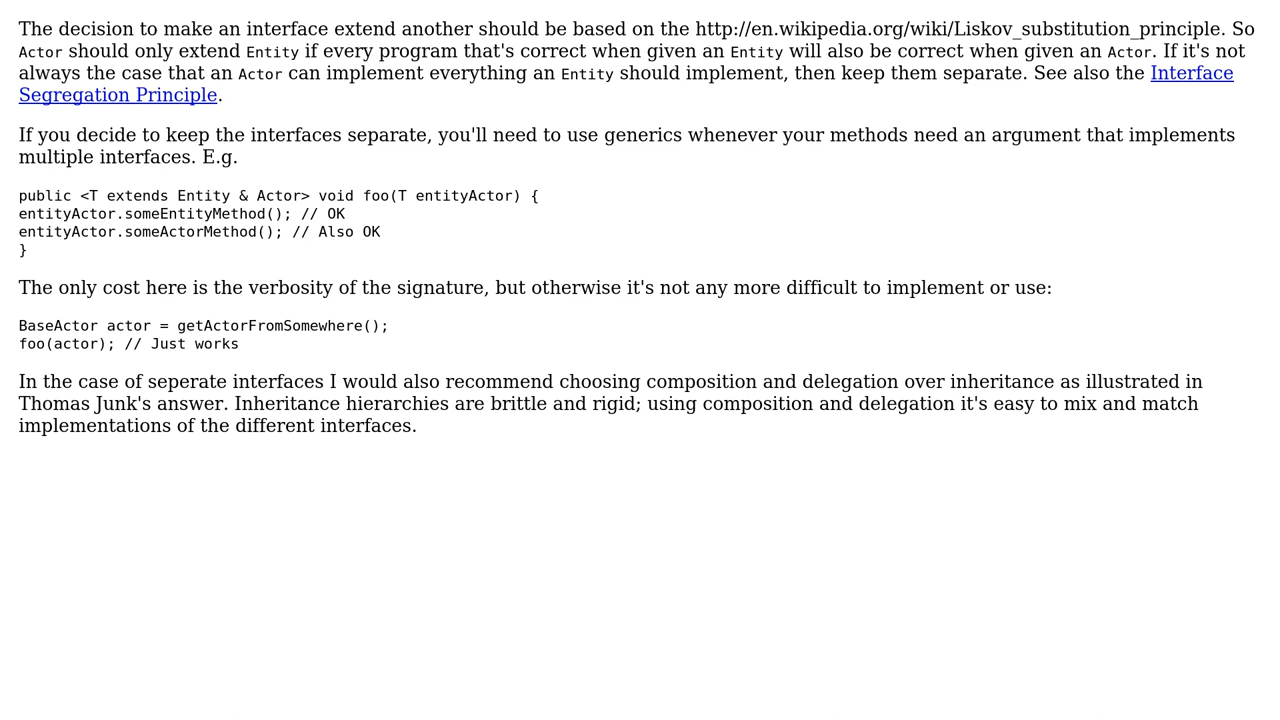 The decision to make an interface extend another should be based on the http://en.wikipedia.org/wiki/Liskov_substitution_principle. So
Actor should only extend Entity if every program that's correct when given an Entity will also be correct when given an Actor. If it's not
always the case that an Actor can implement everything an Entity should implement, then keep them separate. See also the Interface
Segregation Principle.
If you decide to keep the interfaces separate, you'll need to use generics whenever your methods need an argument that implements
multiple interfaces. E.g.
public <T extends Entity & Actor> void foo(T entityActor) {
entityActor.someEntityMethod(); // OK
entityActor.someActorMethod(); // Also OK
}
The only cost here is the verbosity of the signature, but otherwise it's not any more difficult to implement or use:
BaseActor actor = getActorFromSomewhere();
foo(actor); // Just works
In the case of seperate interfaces I would also recommend choosing composition and delegation over inheritance as illustrated in
Thomas Junk's answer. Inheritance hierarchies are brittle and rigid; using composition and delegation it's easy to mix and match
implementations of the different interfaces.